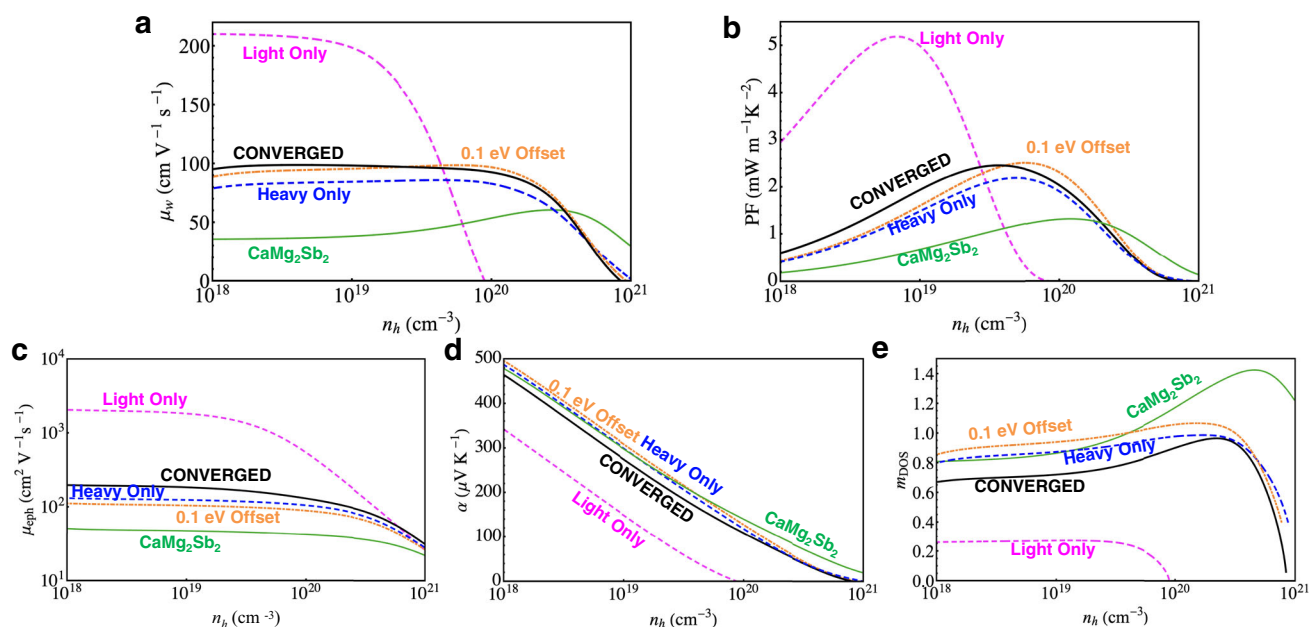 a
μw (cm V−1 s−1)
200
150
100
50
0
Light Only
CONVERGED
0.1 eV Offset
Heavy Only
CaMg2Sb2
10^18
10^19
10^20
10^21
nh (cm−3)
b
PF (mW m−1K−2)
5
4
3
2
1
0
Light Only
0.1 eV Offset
CONVERGED
Heavy Only
CaMg2Sb2
10^18
10^19
10^20
10^21
nh (cm−3)
c
μeph (cm2 V−1s−1)
10^4
10^3
10^2
10^1
Light Only
CONVERGED
Heavy Only
0.1 eV Offset
CaMg2Sb2
10^18
10^19
10^20
10^21
nh (cm -3)
d
α (μV K−1)
500
400
300
200
100
0
0.1 eV Offset
Heavy Only
CONVERGED
Light Only
CaMg2Sb2
10^18
10^19
10^20
10^21
nh (cm−3)
e
mDOS
1.4
1.2
1.0
0.8
0.6
0.4
0.2
0.0
CaMg2Sb2
0.1 eV Offset
Heavy Only
CONVERGED
Light Only
10^18
10^19
10^20
10^21
nh (cm−3)